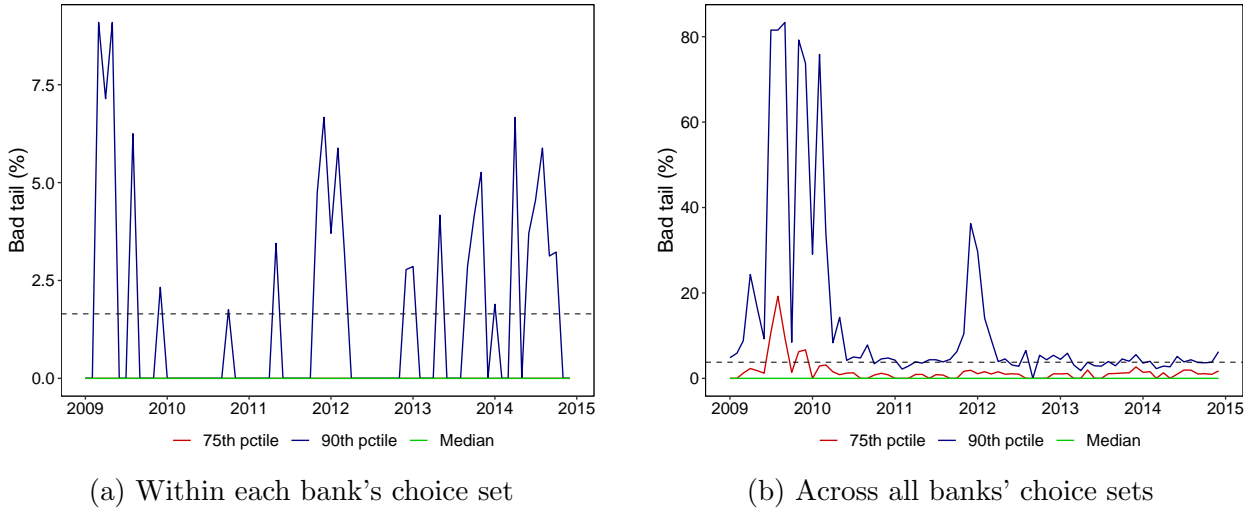 Bad tail (%)
7.5
5.0
2.5
0.0
2009 2010 2011 2012 2013 2014 2015
75th pctile 90th pctile Median
(a) Within each bank's choice set
Bad tail (%)
80
60
40
20
0
2009 2010 2011 2012 2013 2014 2015
75th pctile 90th pctile Median
(b) Across all banks' choice sets